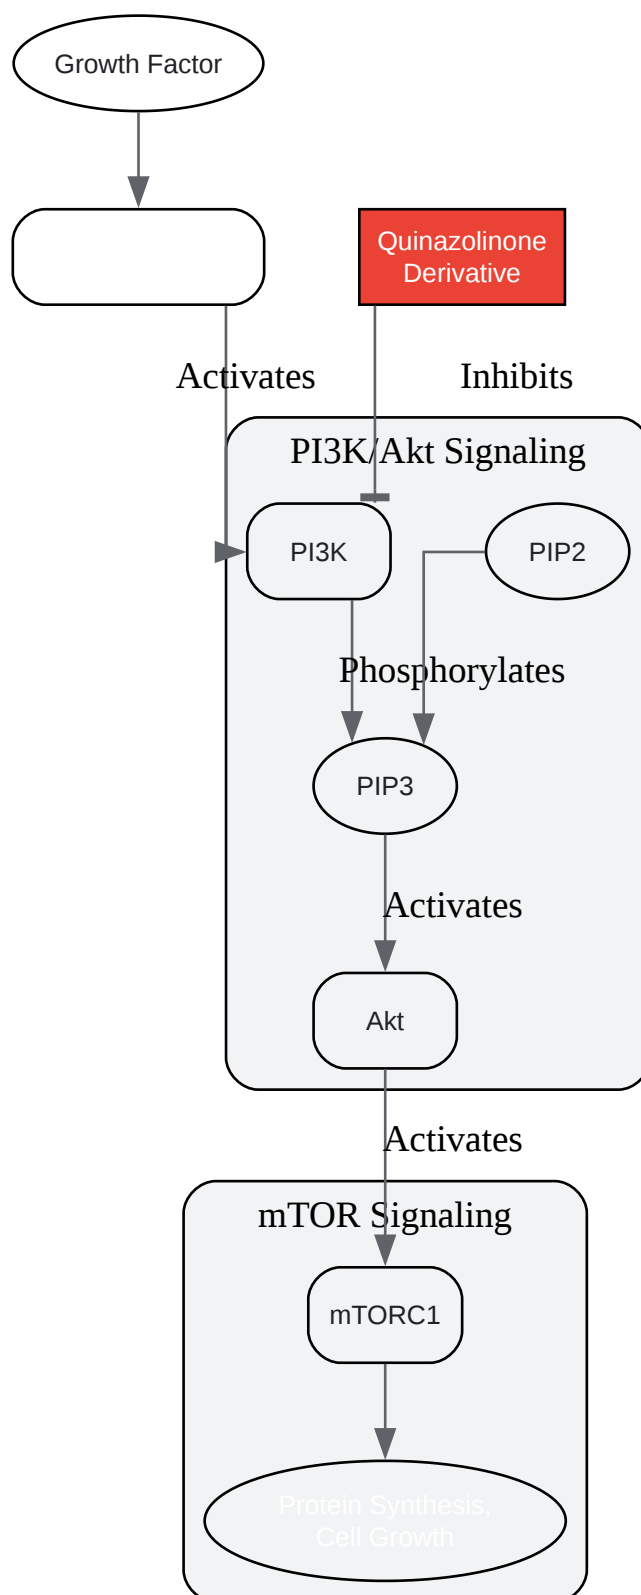 Growth Factor
Quinazolinone
Derivative
Activates
Inhibits
PI3K/Akt Signaling
PI3K
PIP2
Phosphorylates
PIP3
Activates
Akt
Activates
mTOR Signaling
mTORC1
Protein Synthesis,
Cell Growth